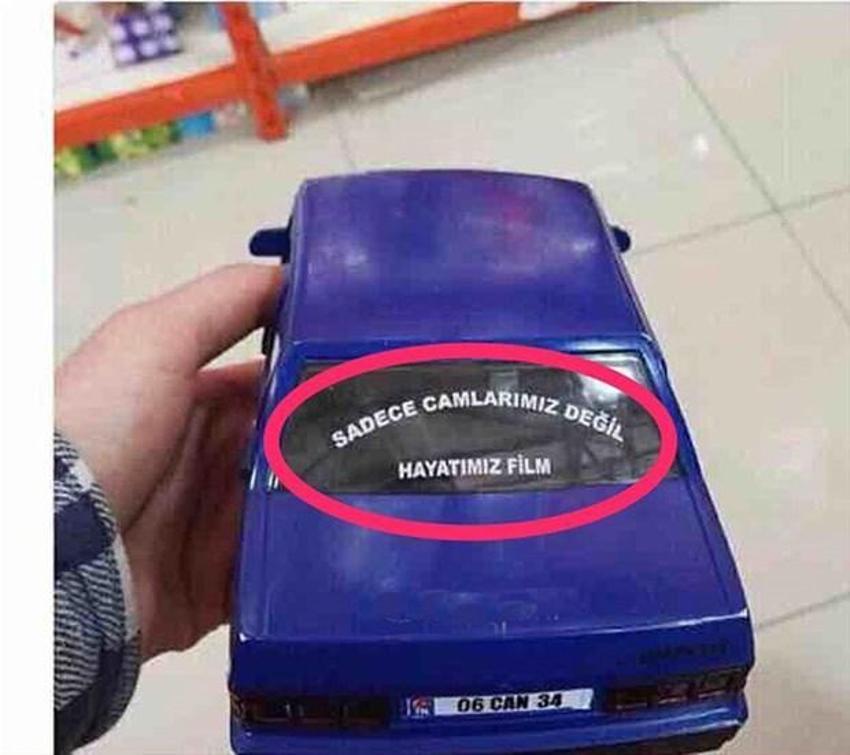 SADECE CAMLARIMIZ DEĞİL
HAYATIMIZ FİLM
06 CAN 34